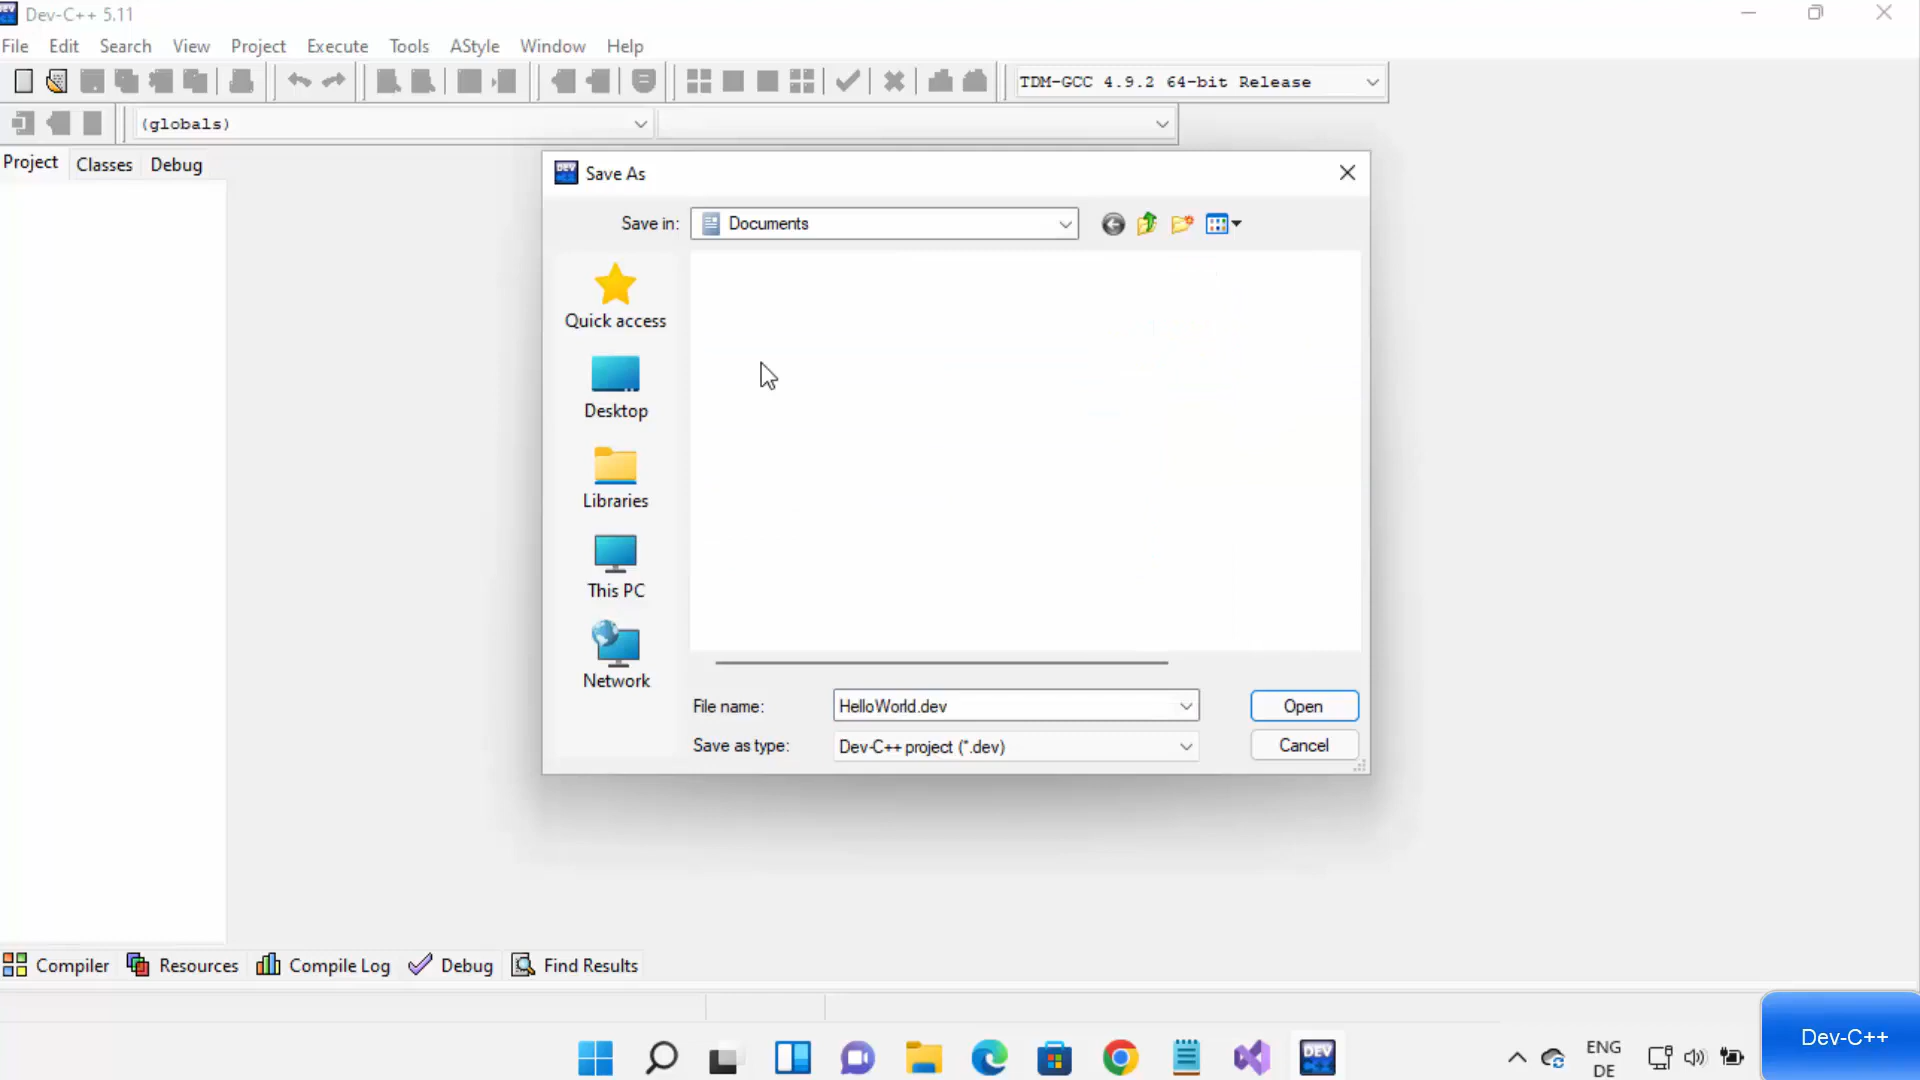 Dev-C++ 5.11
File Edit Search View Project Execute Tools AStyle Window Help
TDM-GCC 4.9.2 64-bit Release
(globals)
Project Classes Debug
DEV
Save As
Save in: Documents
Quick access
Desktop
Libraries
This PC
Network
File name: HelloWorld.dev Open
Save as type: Dev-C++ project (*.dev) Cancel
Compiler Resources Compile Log Debug Find Results
DEV
ENG
DE
Dev-C++